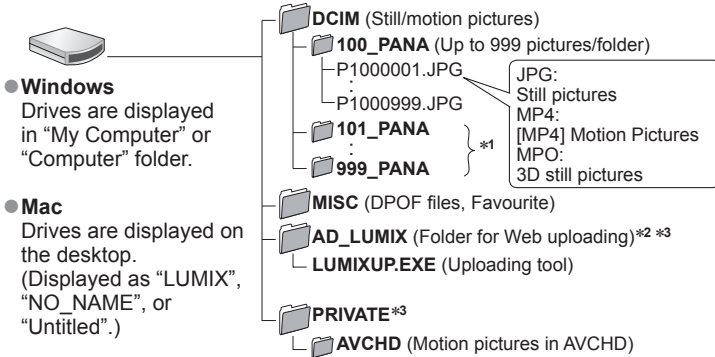 ●Windows
Drives are displayed
in “My Computer” or
“Computer” folder.
●Mac
Drives are displayed on
the desktop.
(Displayed as “LUMIX”,
“NO_NAME”, or
“Untitled”.)
DCIM (Still/motion pictures)
100_PANA (Up to 999 pictures/folder)
P1000001.JPG
:
P1000999.JPG
101_PANA
:
999_PANA
*1
JPG:
Still pictures
MP4:
[MP4] Motion Pictures
MPO:
3D still pictures
MISC (DPOF files, Favourite)
AD_LUMIX (Folder for Web uploading)*2 *3
LUMIXUP.EXE (Uploading tool)
PRIVATE*3
AVCHD (Motion pictures in AVCHD)